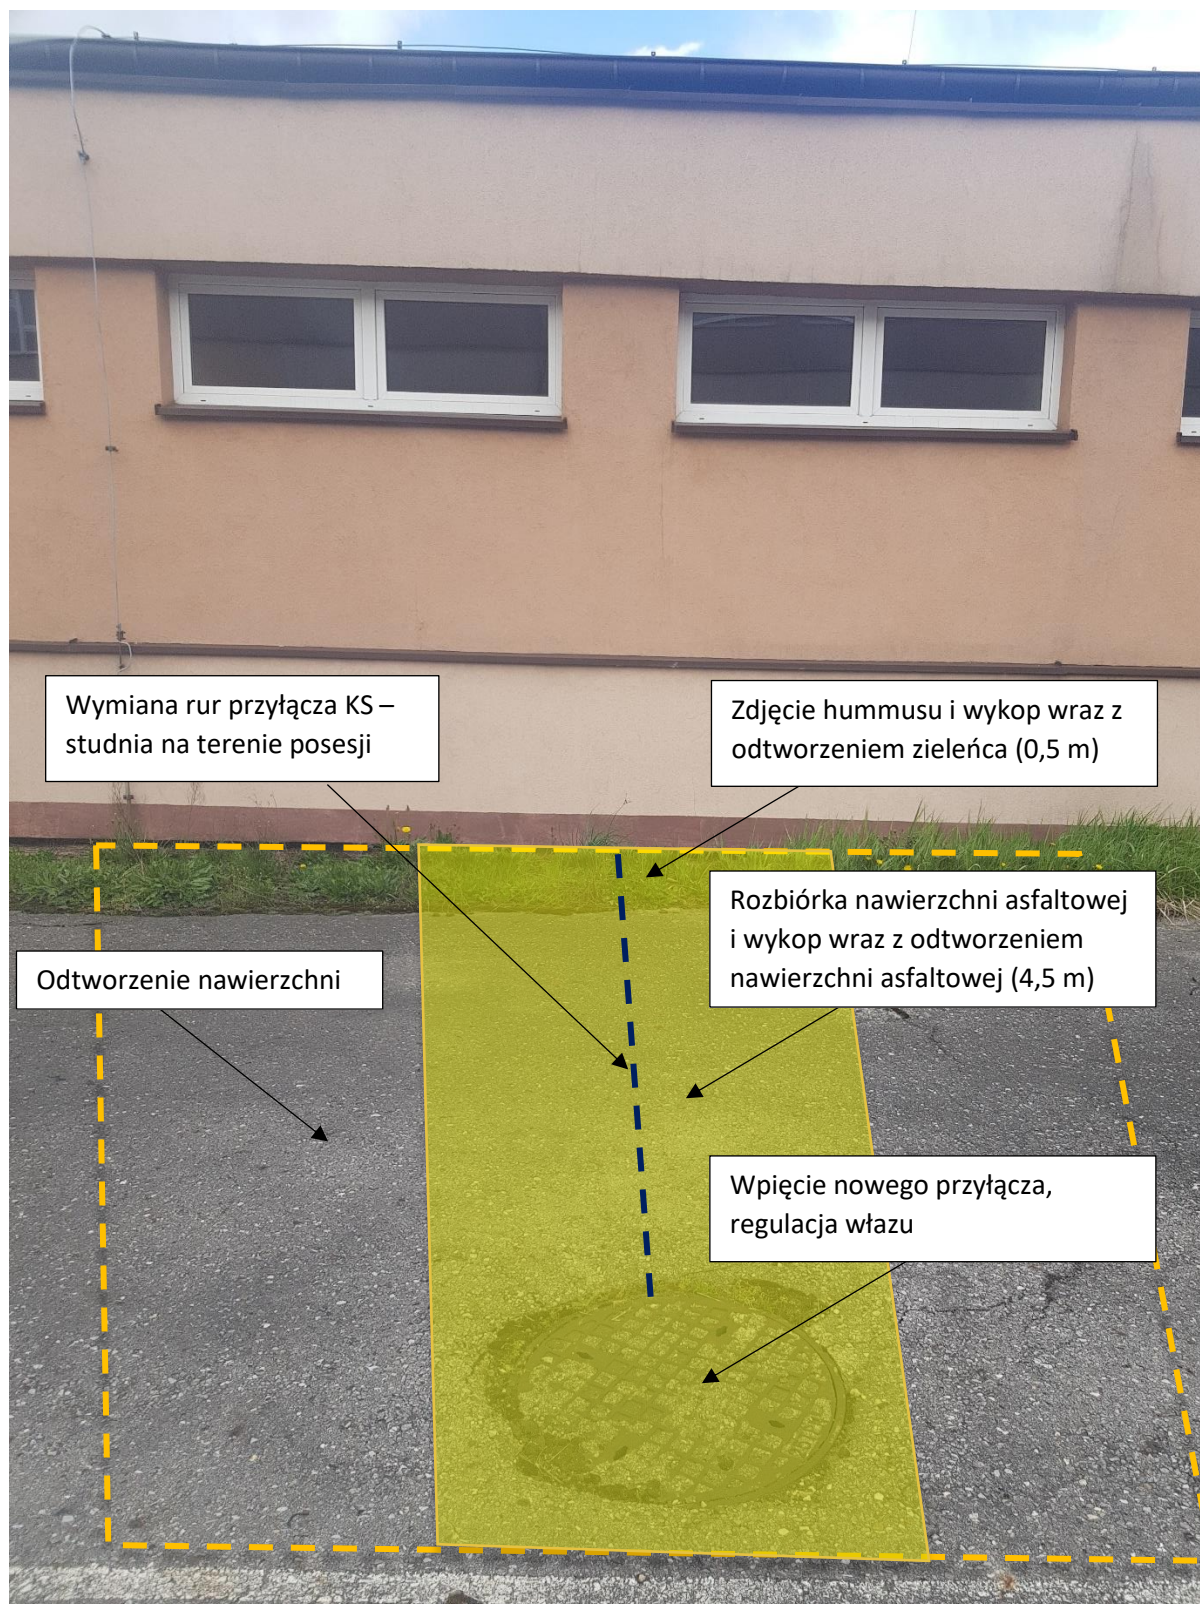 Wymiana rur przyłącza KS –
studnia na terenie posesji
Zdjęcie hummusu i wykop wraz z
odtworzeniem zieleńca (0,5 m)
Rozbiórka nawierzchni asfaltowej
i wykop wraz z odtworzeniem
nawierzchni asfaltowej (4,5 m)
Odtworzenie nawierzchni
Wpięcie nowego przyłącza,
regulacja włazu